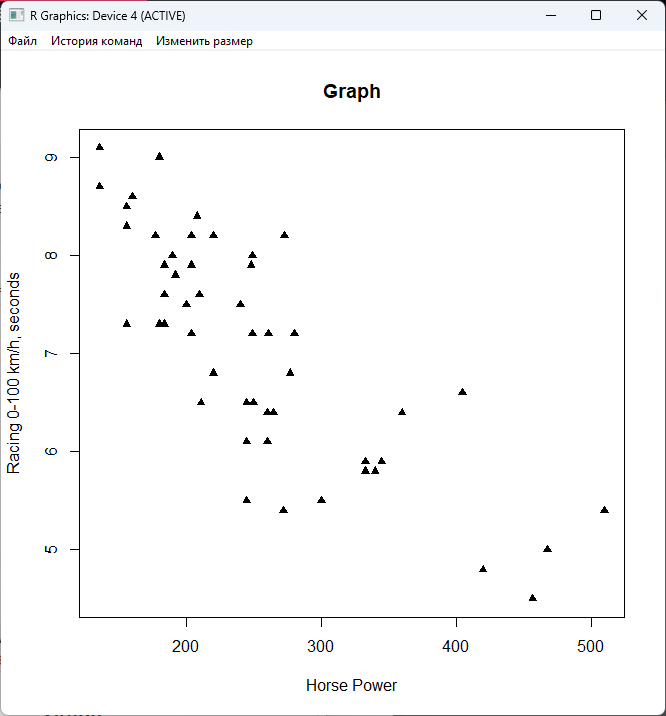 R Graphics: Device 4 (ACTIVE)
Файл История команд Изменить размер
Graph
9
8
7
6
5
Racing 0-100 km/h, seconds
200 300 400 500
Horse Power